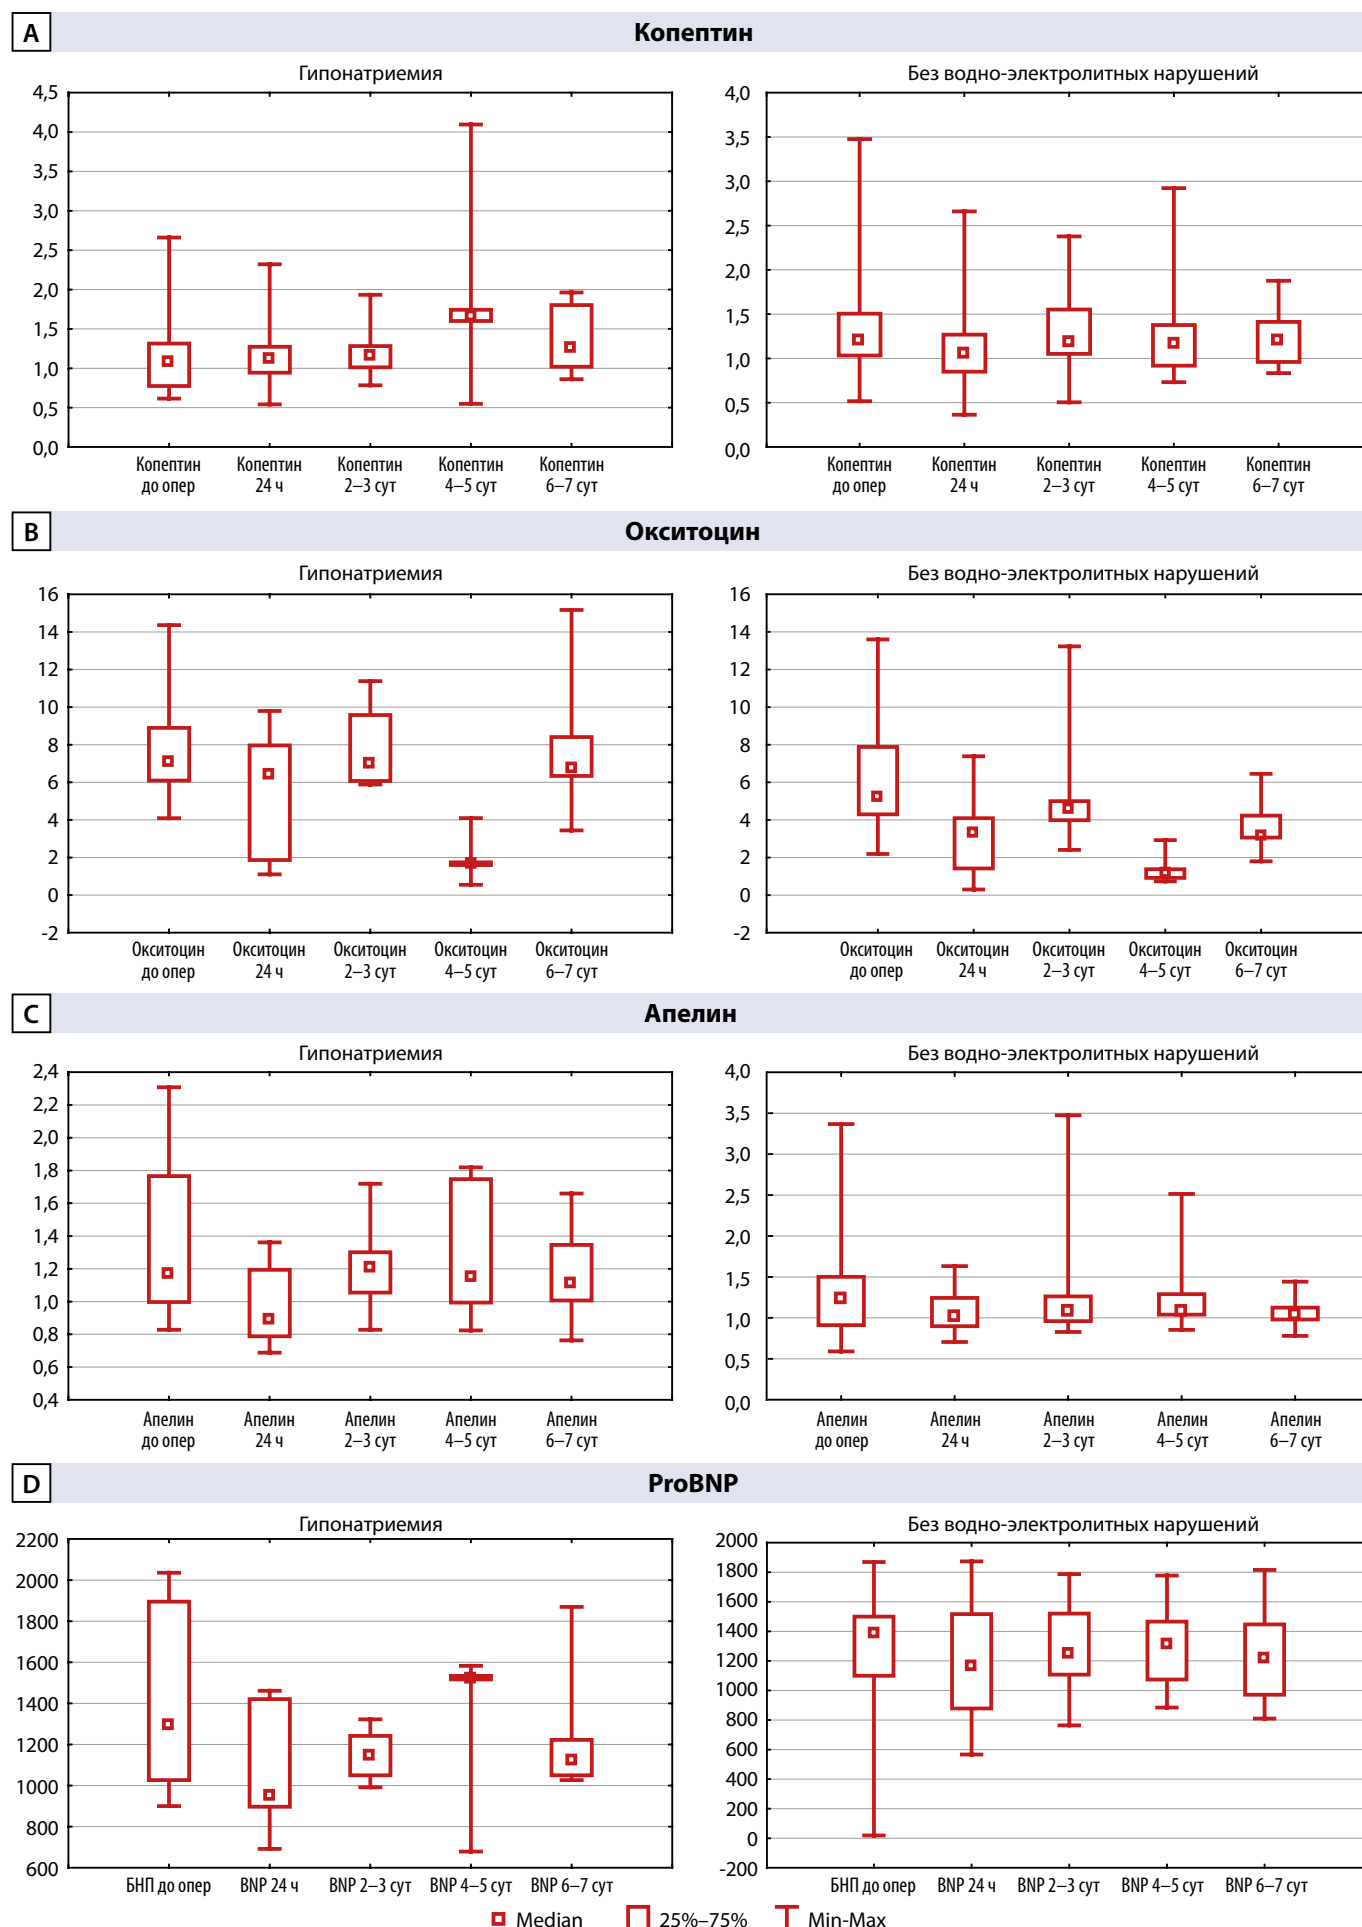 A
Копептин
Гипонатриемия
4,5
4,0
3,5
3,0
2,5
2,0
1,5
1,0
0,5
0,0
Копептин до опер
Копептин 24 ч
Копептин 2–3 сут
Копептин 4–5 сут
Копептин 6–7 сут
Без водно-электролитных нарушений
4,0
3,5
3,0
2,5
2,0
1,5
1,0
0,5
0,0
Копептин до опер
Копептин 24 ч
Копептин 2–3 сут
Копептин 4–5 сут
Копептин 6–7 сут
B
Окситоцин
Гипонатриемия
16
14
12
10
8
6
4
2
0
-2
Окситоцин до опер
Окситоцин 24 ч
Окситоцин 2–3 сут
Окситоцин 4–5 сут
Окситоцин 6–7 сут
Без водно-электролитных нарушений
16
14
12
10
8
6
4
2
0
-2
Окситоцин до опер
Окситоцин 24 ч
Окситоцин 2–3 сут
Окситоцин 4–5 сут
Окситоцин 6–7 сут
C
Апелин
Гипонатриемия
2,4
2,2
2,0
1,8
1,6
1,4
1,2
1,0
0,8
0,6
0,4
Апелин до опер
Апелин 24 ч
Апелин 2–3 сут
Апелин 4–5 сут
Апелин 6–7 сут
Без водно-электролитных нарушений
4,0
3,5
3,0
2,5
2,0
1,5
1,0
0,5
0,0
Апелин до опер
Апелин 24 ч
Апелин 2–3 сут
Апелин 4–5 сут
Апелин 6–7 сут
D
ProBNP
Гипонатриемия
2200
2000
1800
1600
1400
1200
1000
800
600
БНП до опер
BNP 24 ч
BNP 2–3 сут
BNP 4–5 сут
BNP 6–7 сут
Без водно-электролитных нарушений
2000
1800
1600
1400
1200
1000
800
600
400
200
0
-200
БНП до опер
BNP 24 ч
BNP 2–3 сут
BNP 4–5 сут
BNP 6–7 сут
Median
25%–75%
Min-Max